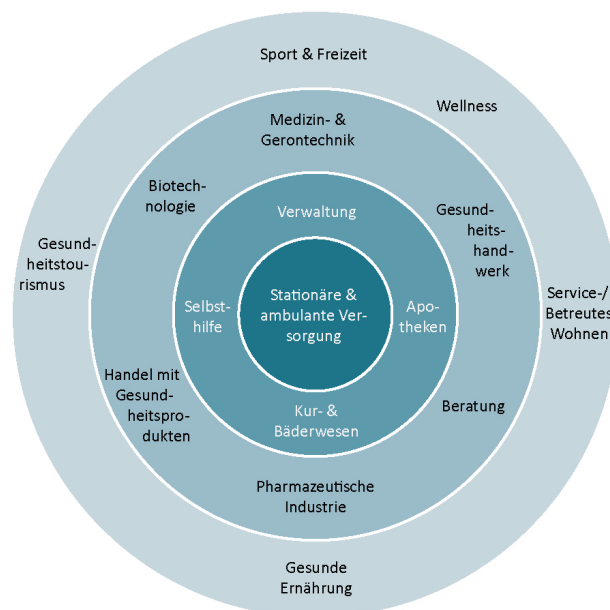 Sport & Freizeit
Wellness
Medizin- &
Gerontechnik
Biotech-
nologie
Gesund-
heits-
hand-
werk
Verwaltung
Gesund-
heitstou-
rismus
Selbst-
hilfe
Stationäre &
ambulante Ver-
sorgung
Apo-
theken
Service-/
Betreutes
Wohnen
Handel mit
Gesund-
heitspro-
dukten
Kur- &
Bäderwesen
Beratung
Pharmazeutische
Industrie
Gesunde
Ernährung